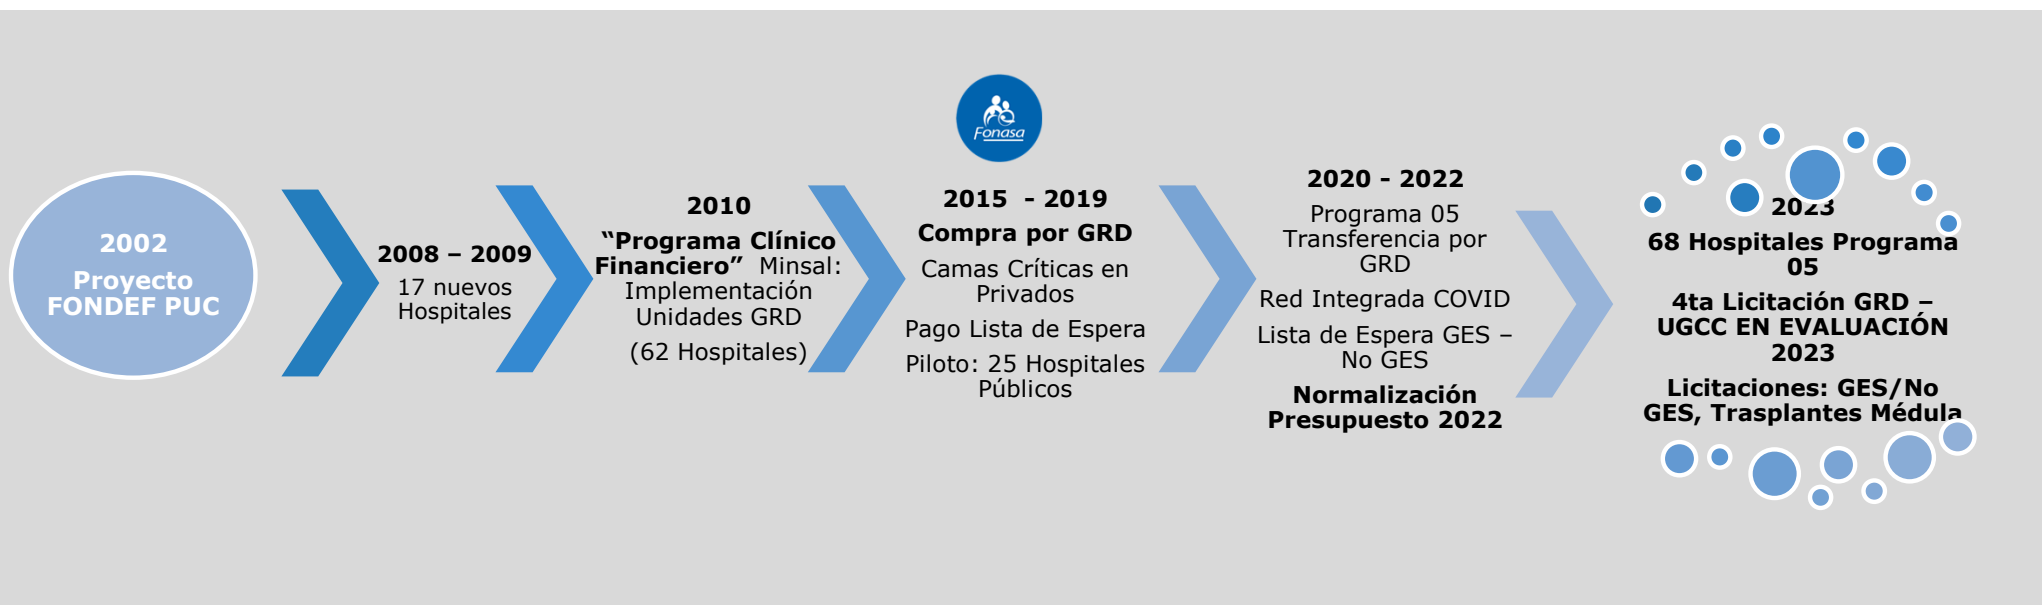 2002
Proyecto
FONDEF PUC
2008 – 2009
17 nuevos
Hospitales
2010
“Programa Clínico
Financiero” Minsal:
Implementación
Unidades GRD
(62 Hospitales)
Fonasa
2015 - 2019
Compra por GRD
Camas Críticas en
Privados
Pago Lista de Espera
Piloto: 25 Hospitales
Públicos
2020 - 2022
Programa 05
Transferencia por
GRD
Red Integrada COVID
Lista de Espera GES –
No GES
Normalización
Presupuesto 2022
2023
68 Hospitales Programa
05
4ta Licitación GRD –
UGCC EN EVALUACIÓN
2023
Licitaciones: GES/No
GES, Trasplantes Médula